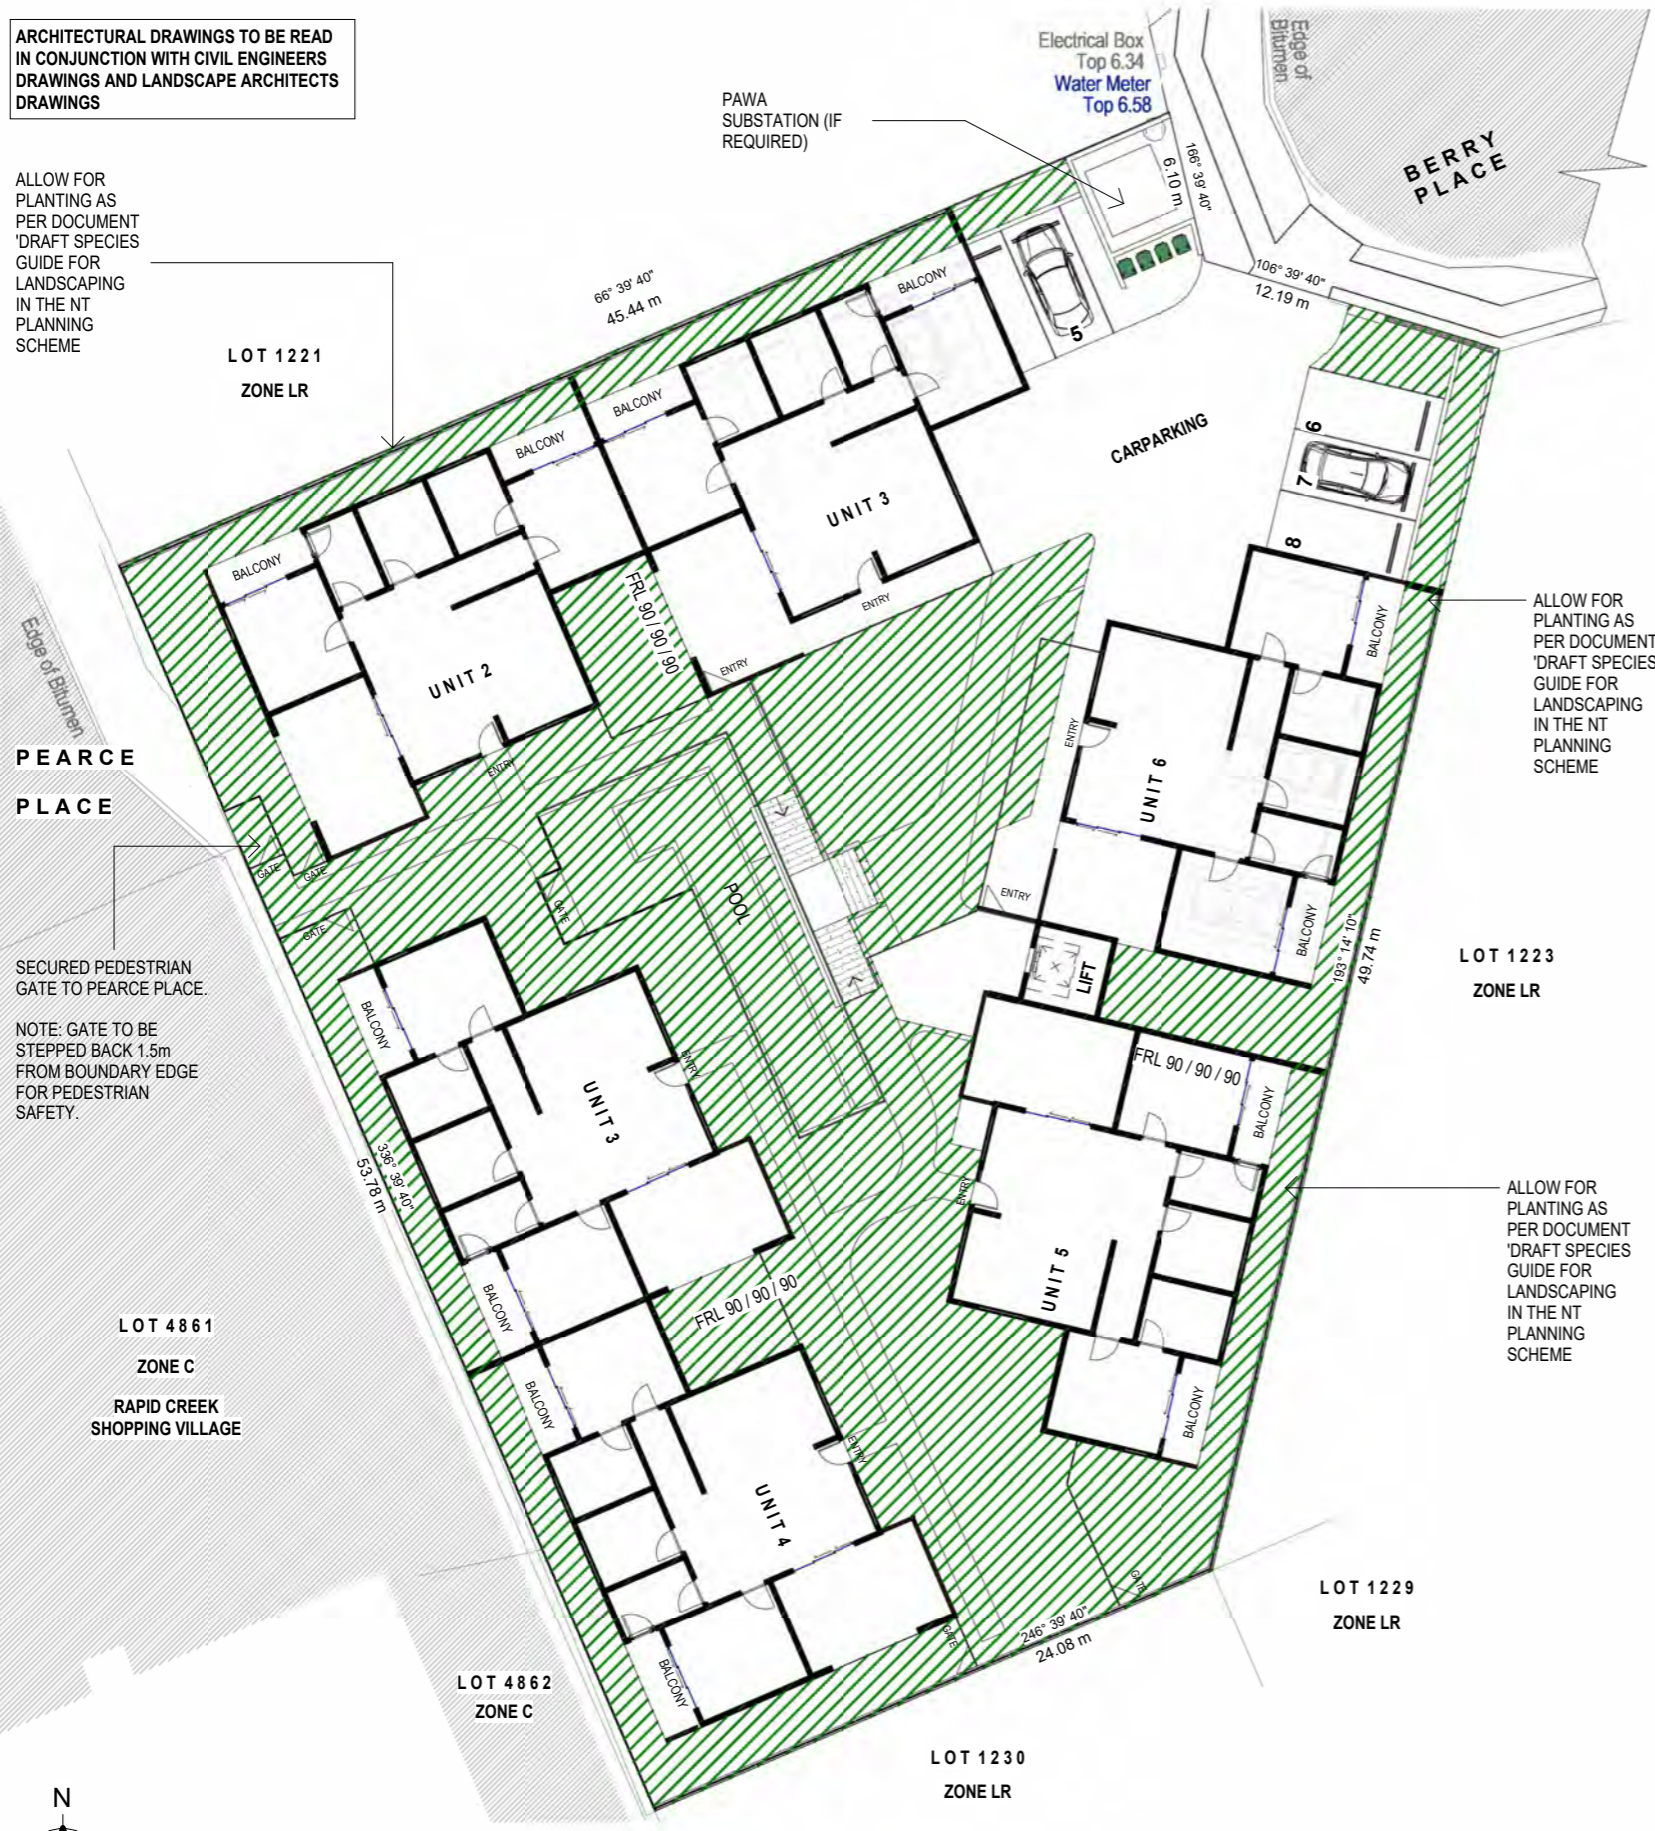 ARCHITECTURAL DRAWINGS TO BE READ
IN CONJUNCTION WITH CIVIL ENGINEERS
DRAWINGS AND LANDSCAPE ARCHITECTS
DRAWINGS
Electrical Box
Top 6.34
Water Meter
Top 6.58
Edge of
Bitumen
PAWA
SUBSTATION (IF
REQUIRED)
BERRY
PLACE
166° 39' 40"
6.10 m
ALLOW FOR
PLANTING AS
PER DOCUMENT
'DRAFT SPECIES
GUIDE FOR
LANDSCAPING
IN THE NT
PLANNING
SCHEME
66° 39' 40"
45.44 m
106° 39' 40"
12.19 m
LOT 1221
ZONE LR
BALCONY
5
BALCONY
BALCONY
BALCONY
CARPARKING
6
7
8
UNIT 3
ENTRY
FRL 90 / 90 / 90
ENTRY
UNIT 2
ENTRY
Edge of Bitumen
PEARCE
PLACE
GATE
GATE
GATE
GATE
POOL
ALLOW FOR
PLANTING AS
PER DOCUMENT
'DRAFT SPECIES
GUIDE FOR
LANDSCAPING
IN THE NT
PLANNING
SCHEME
BALCONY
ENTRY
UNIT 6
ENTRY
BALCONY
LIFT
193° 14' 10"
49.74 m
LOT 1223
ZONE LR
SECURED PEDESTRIAN
GATE TO PEARCE PLACE.
NOTE: GATE TO BE
STEPPED BACK 1.5m
FROM BOUNDARY EDGE
FOR PEDESTRIAN
SAFETY.
BALCONY
UNIT 3
ENTRY
336° 39' 40"
53.78 m
BALCONY
FRL 90 / 90 / 90
FRL 90 / 90 / 90
BALCONY
ENTRY
UNIT 5
BALCONY
ALLOW FOR
PLANTING AS
PER DOCUMENT
'DRAFT SPECIES
GUIDE FOR
LANDSCAPING
IN THE NT
PLANNING
SCHEME
LOT 4861
ZONE C
RAPID CREEK
SHOPPING VILLAGE
BALCONY
ENTRY
UNIT 4
BALCONY
GATE
GATE
246° 39' 40"
24.08 m
LOT 1229
ZONE LR
LOT 4862
ZONE C
LOT 1230
ZONE LR
N